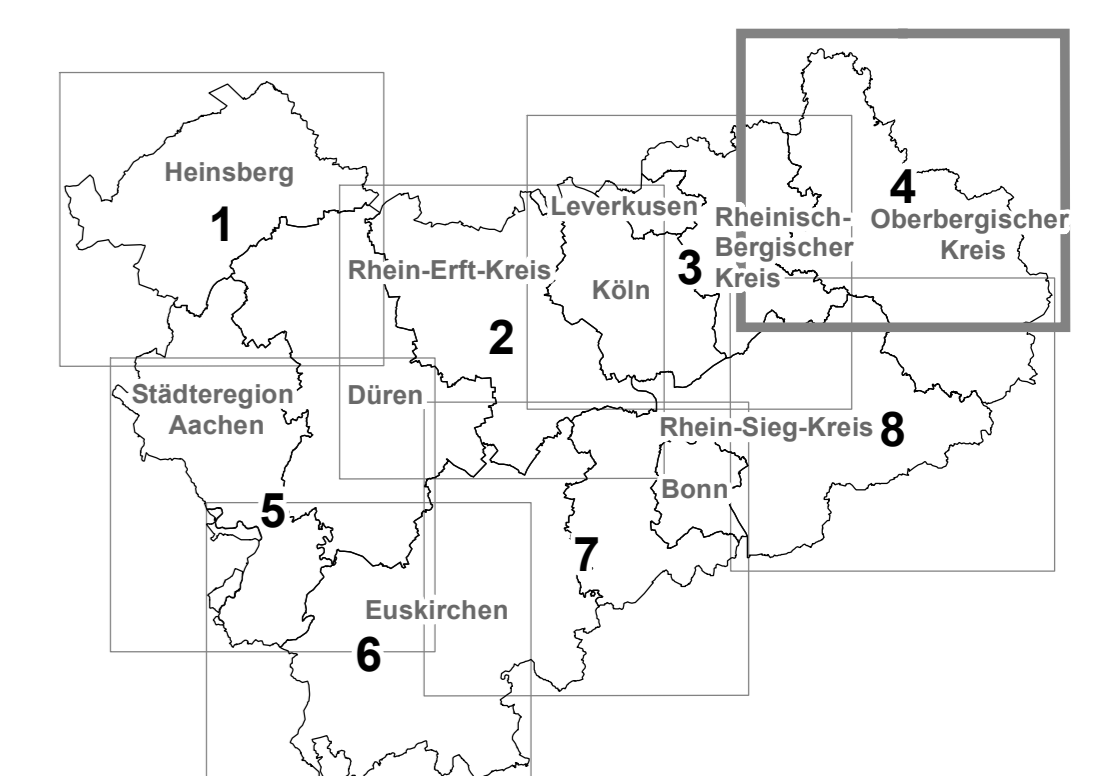 Heinsberg
1
Leverkusen
4
Rheinisch-
Bergischer
Kreis
Oberbergischer
Kreis
3
Rhein-Erft-Kreis
Köln
2
Städteregion
Aachen
Düren
Rhein-Sieg-Kreis
8
Bonn
5
7
Euskirchen
6